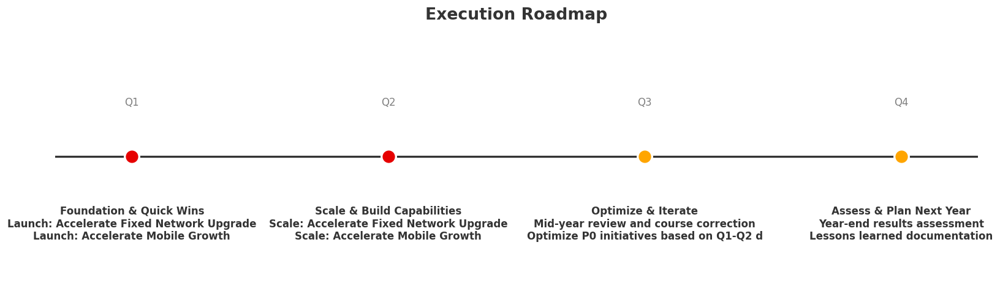 Execution Roadmap
Q1
Q2
Q3
Q4
Foundation & Quick Wins
Launch: Accelerate Fixed Network Upgrade
Launch: Accelerate Mobile Growth
Scale & Build Capabilities
Scale: Accelerate Fixed Network Upgrade
Scale: Accelerate Mobile Growth
Optimize & Iterate
Mid-year review and course correction
Optimize P0 initiatives based on Q1-Q2 d
Assess & Plan Next Year
Year-end results assessment
Lessons learned documentation